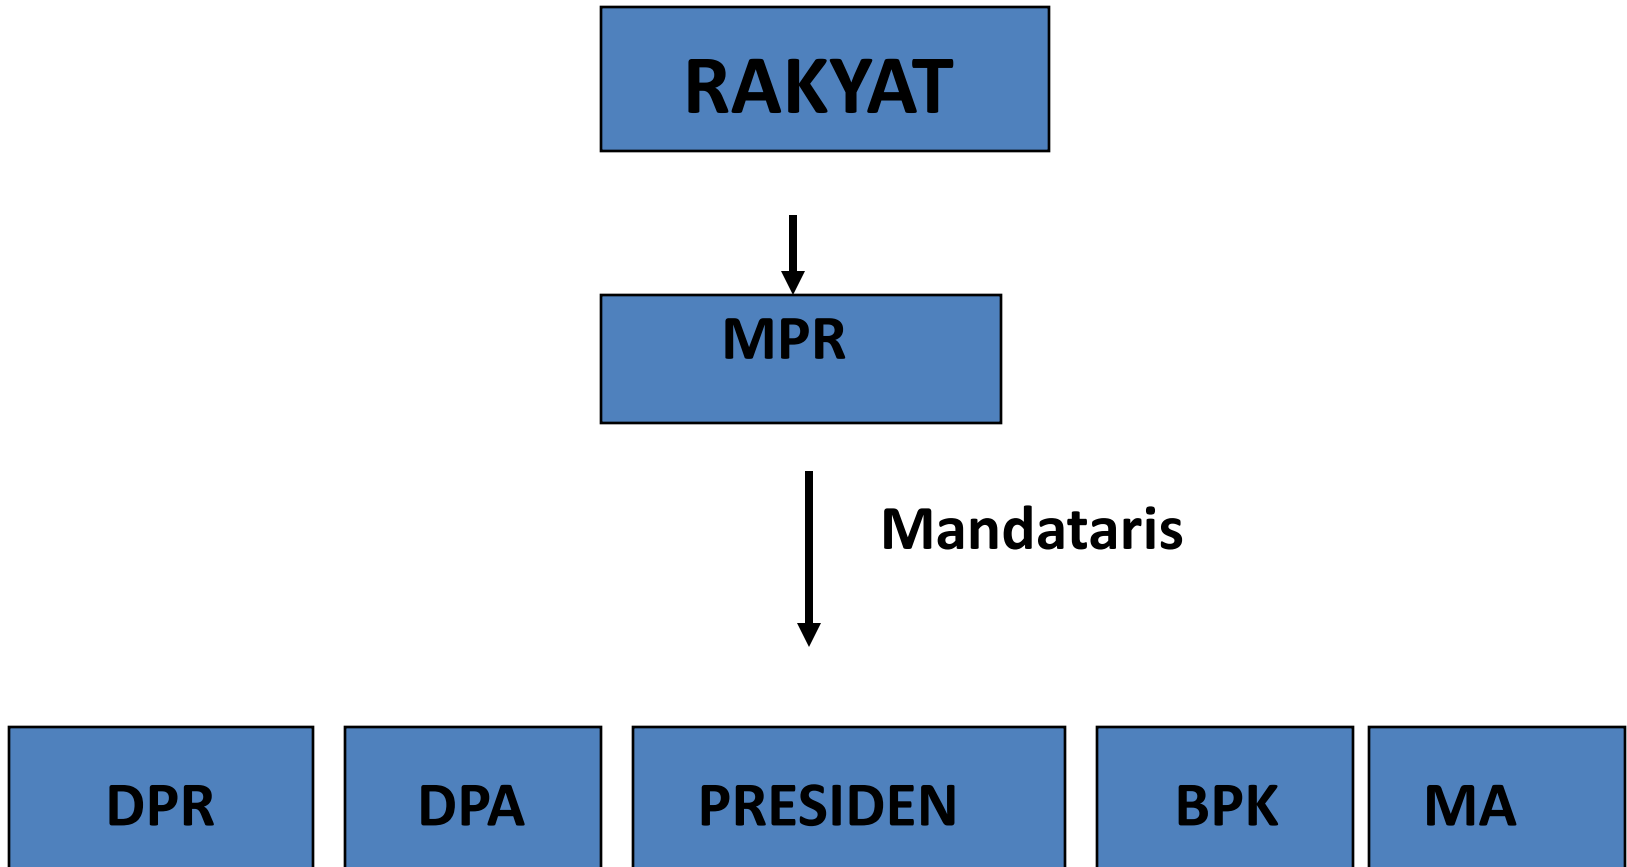 RAKYAT
MPR
Mandataris
DPR
DPA
PRESIDEN
BPK
MA